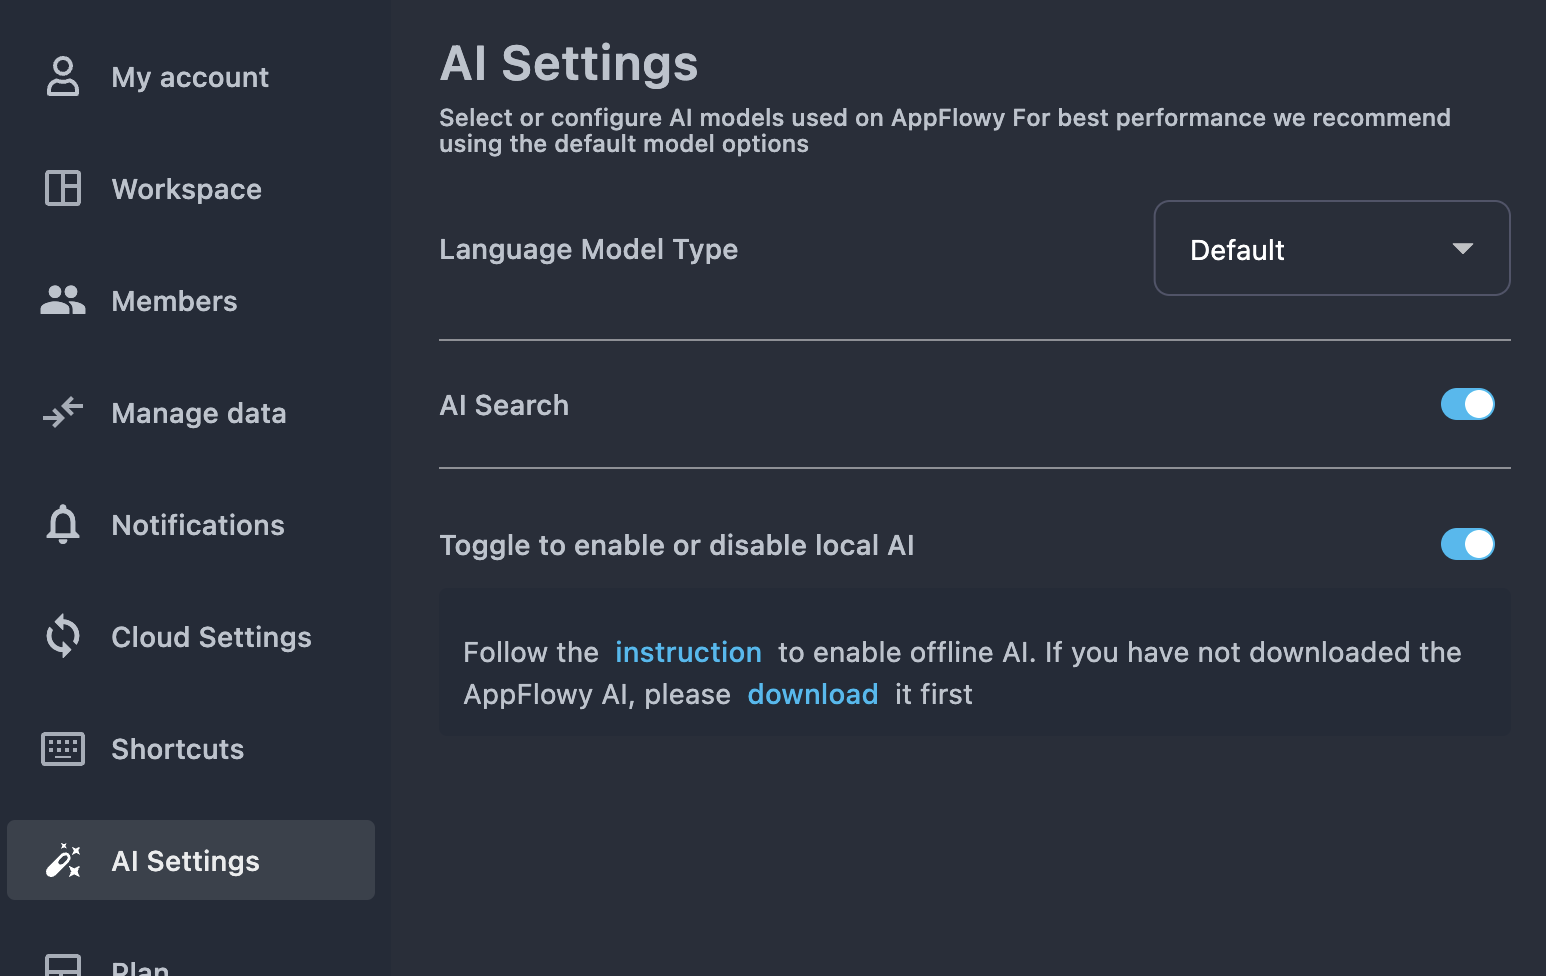 My account
Workspace
Members
Manage data
Notifications
Cloud Settings
Shortcuts
AI Settings
Plan
AI Settings
Select or configure AI models used on AppFlowy For best performance we recommend
using the default model options
Language Model Type
Default
AI Search
Toggle to enable or disable local AI
Follow the instruction to enable offline AI. If you have not downloaded the
AppFlowy AI, please download it first